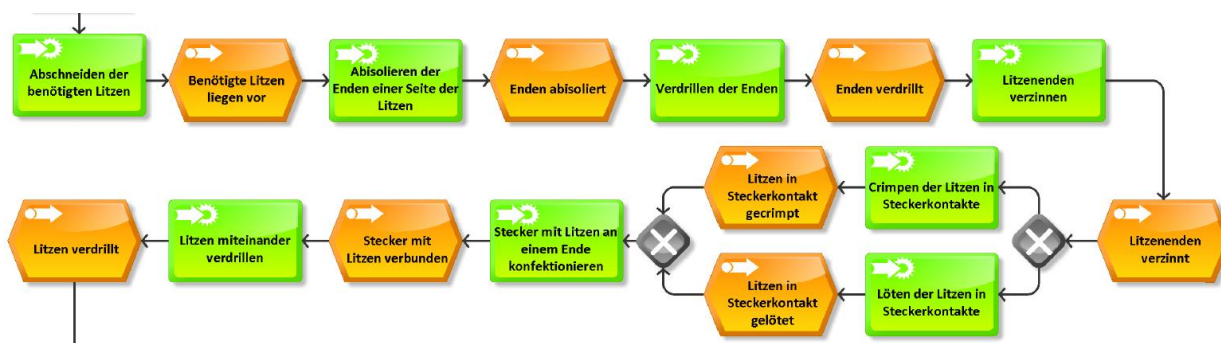 Abschneiden der
benötigten Litzen
Benötigte Litzen
liegen vor
Abisolieren der
Enden einer Seite der
Litzen
Enden abisoliert
Verdrillen der Enden
Enden verdrillt
Litzenenden
verzinnen
Litzenenden
verzinnt
Crimpen der Litzen in
Steckerkontakte
Litzen in
Steckerkontakt
gecrimpt
Löten der Litzen in
Steckerkontakte
Litzen in
Steckerkontakt
gelötet
Stecker mit Litzen an
einem Ende
konfektionieren
Stecker mit
Litzen verbunden
Litzen miteinander
verdrillen
Litzen verdrillt